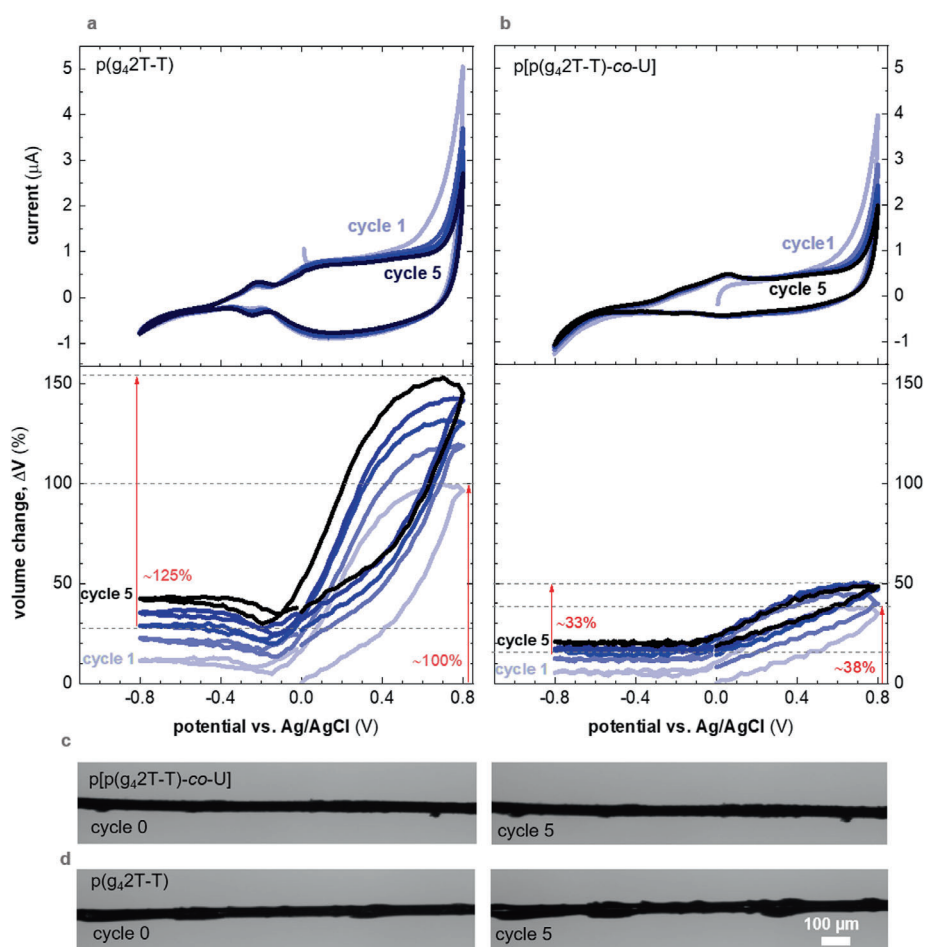 a
b
p(g₄2T-T)
p[p(g₄2T-T)-co-U]
5
4
3
2
1
0
-1
current (µA)
cycle 1
cycle 5
cycle1
cycle 5
5
4
3
2
1
0
-1
150
100
50
0
volume change, ΔV (%)
~125%
cycle 5
cycle 1
~100%
~33%
cycle 5
cycle 1
~38%
150
100
50
0
-0.8 -0.4 0.0 0.4 0.8
-0.8 -0.4 0.0 0.4 0.8
potential vs. Ag/AgCl (V)
potential vs. Ag/AgCl (V)
c
p[p(g₄2T-T)-co-U]
cycle 0
cycle 5
d
p(g₄2T-T)
cycle 0
cycle 5
100 µm